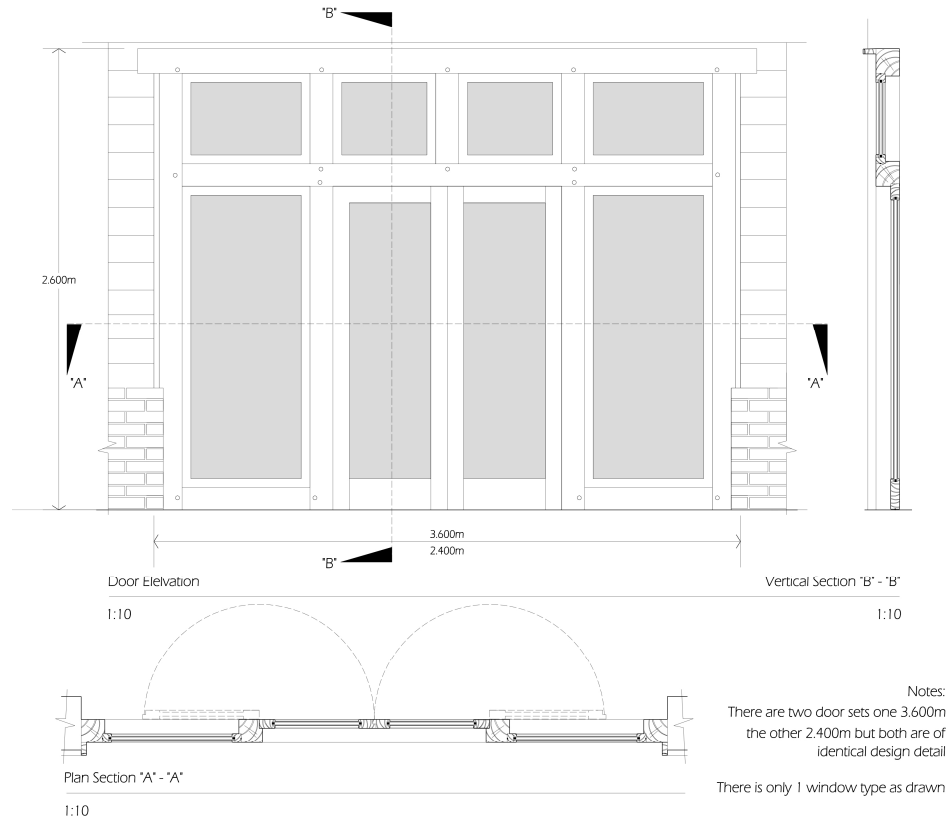 "B"
2.600m
"A"
"A"
3.600m
2.400m
"B"
Door Elelvation
Vertical Section "B" - "B"
1:10
1:10
Notes:
There are two door sets one 3.600m
the other 2.400m but both are of
identical design detail
There is only 1 window type as drawn
Plan Section "A" - "A"
1:10